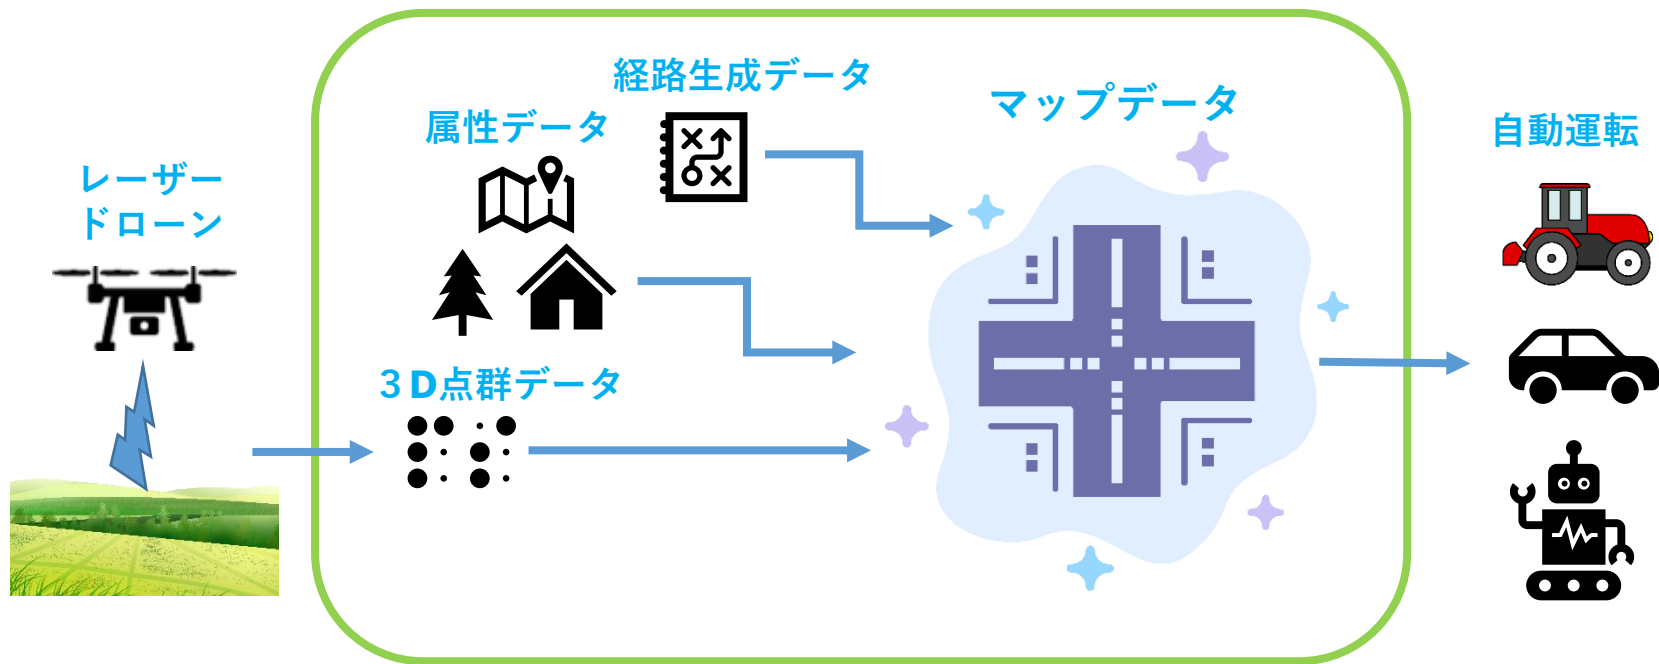 レーザー
ドローン
属性データ
経路生成データ
３D点群データ
マップデータ
自動運転